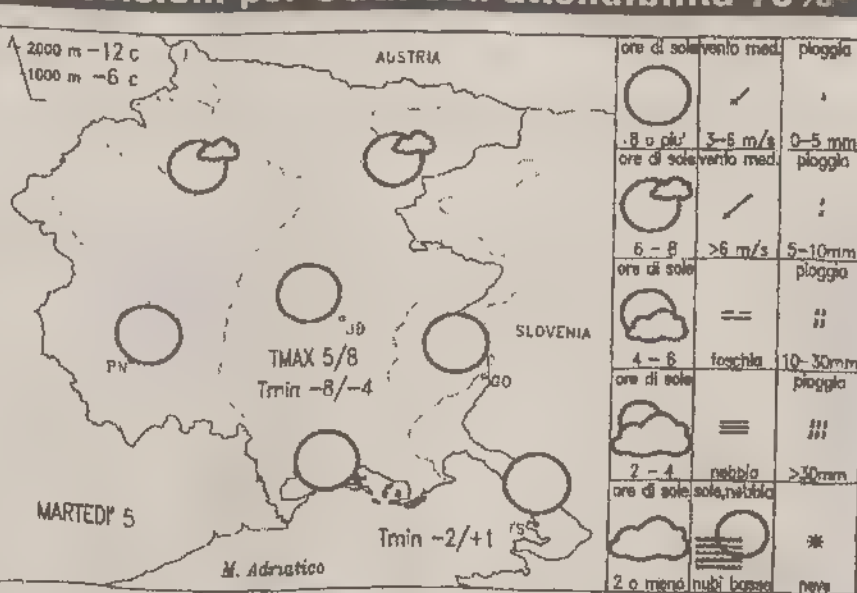 attendibilità 70%
2000 m -12 c
1000 m -6 c
AUSTRIA
SLOVENIA
UD
PN
GO
TMAX 5/8
Tmin -8/-4
MARTEDI' 5
Tmin -2/+1
TS
M. Adriatico
ore di sole vento med. pioggia
8 o piu' 3-6 m/s 0-5 mm
ore di sole vento med. pioggia
6 - 8 >6 m/s 5-10mm
ore di sole pioggia
4 - 6 foschia 10-30mm
ore di sole pioggia
2 - 4 nebbia >30mm
ore di sole sole,nebbia
2 o meno nubi basse neve